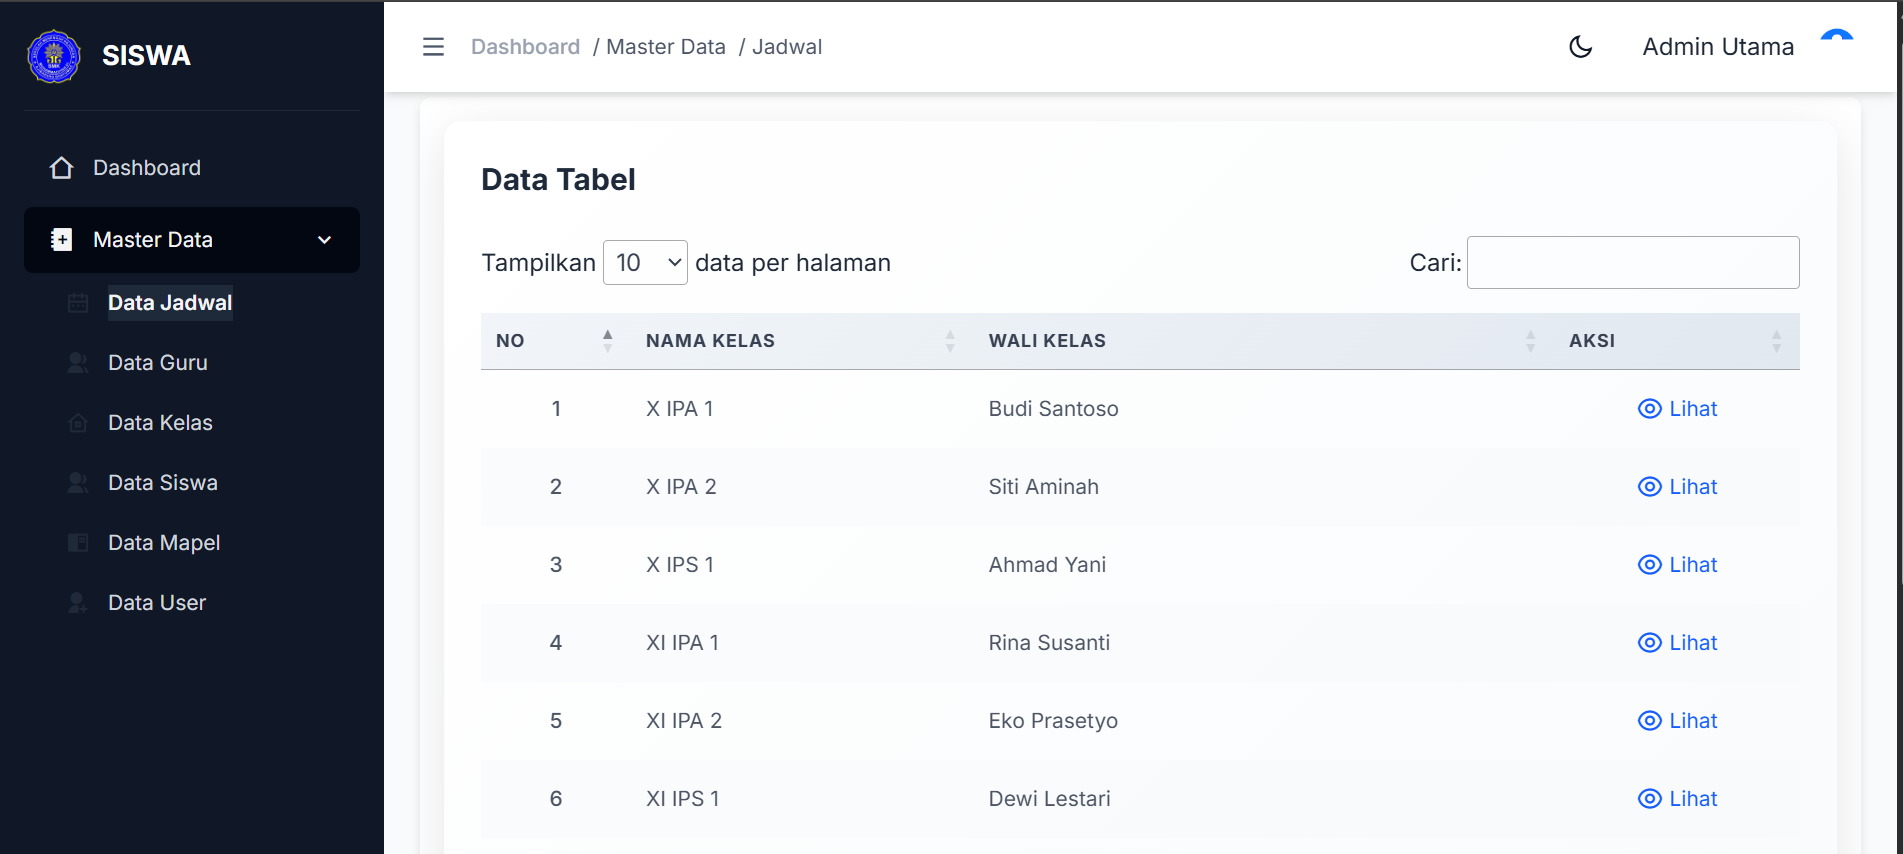 SISWA
Dashboard
Master Data
Data Jadwal
Data Guru
Data Kelas
Data Siswa
Data Mapel
Data User
Dashboard / Master Data / Jadwal
Admin Utama
Data Tabel
Tampilkan 10 data per halaman
Cari:
NO NAMA KELAS WALI KELAS AKSI
1 X IPA 1 Budi Santoso Lihat
2 X IPA 2 Siti Aminah Lihat
3 X IPS 1 Ahmad Yani Lihat
4 XI IPA 1 Rina Susanti Lihat
5 XI IPA 2 Eko Prasetyo Lihat
6 XI IPS 1 Dewi Lestari Lihat